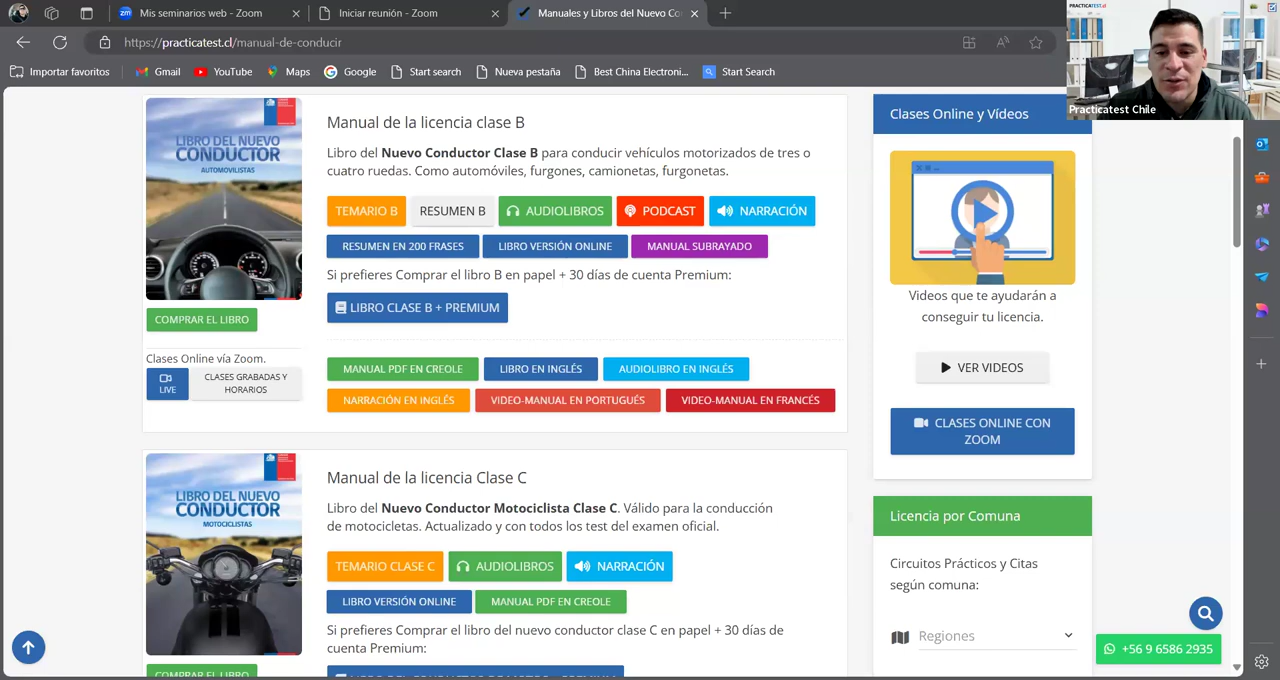 Mis seminarios web - Zoom
Iniciar reunión - Zoom
Manuales y Libros del Nuevo Co
https://practicatest.cl/manual-de-conducir
Importar favoritos
Gmail
YouTube
Maps
Google
Start search
Nueva pestaña
Best China Electroni...
Start Search
PRACTICATEST.cl
Practicatest Chile
LIBRO DEL NUEVO
CONDUCTOR
AUTOMOVILISTAS
COMPRAR EL LIBRO
Clases Online vía Zoom.
LIVE
CLASES GRABADAS Y
HORARIOS
Manual de la licencia clase B
Libro del Nuevo Conductor Clase B para conducir vehículos motorizados de tres o
cuatro ruedas. Como automóviles, furgones, camionetas, furgonetas.
TEMARIO B
RESUMEN B
AUDIOLIBROS
PODCAST
NARRACIÓN
RESUMEN EN 200 FRASES
LIBRO VERSIÓN ONLINE
MANUAL SUBRAYADO
Si prefieres Comprar el libro B en papel + 30 días de cuenta Premium:
LIBRO CLASE B + PREMIUM
MANUAL PDF EN CREOLE
LIBRO EN INGLÉS
AUDIOLIBRO EN INGLÉS
NARRACIÓN EN INGLÉS
VIDEO-MANUAL EN PORTUGUÉS
VIDEO-MANUAL EN FRANCÉS
LIBRO DEL NUEVO
CONDUCTOR
MOTOCICLISTAS
COMPRAR EL LIBRO
Manual de la licencia Clase C
Libro del Nuevo Conductor Motociclista Clase C. Válido para la conducción
de motocicletas. Actualizado y con todos los test del examen oficial.
TEMARIO CLASE C
AUDIOLIBROS
NARRACIÓN
LIBRO VERSIÓN ONLINE
MANUAL PDF EN CREOLE
Si prefieres Comprar el libro del nuevo conductor clase C en papel + 30 días de
cuenta Premium:
Clases Online y Vídeos
Videos que te ayudarán a
conseguir tu licencia.
VER VIDEOS
CLASES ONLINE CON
ZOOM
Licencia por Comuna
Circuitos Prácticos y Citas
según comuna:
Regiones
+56 9 6586 2935